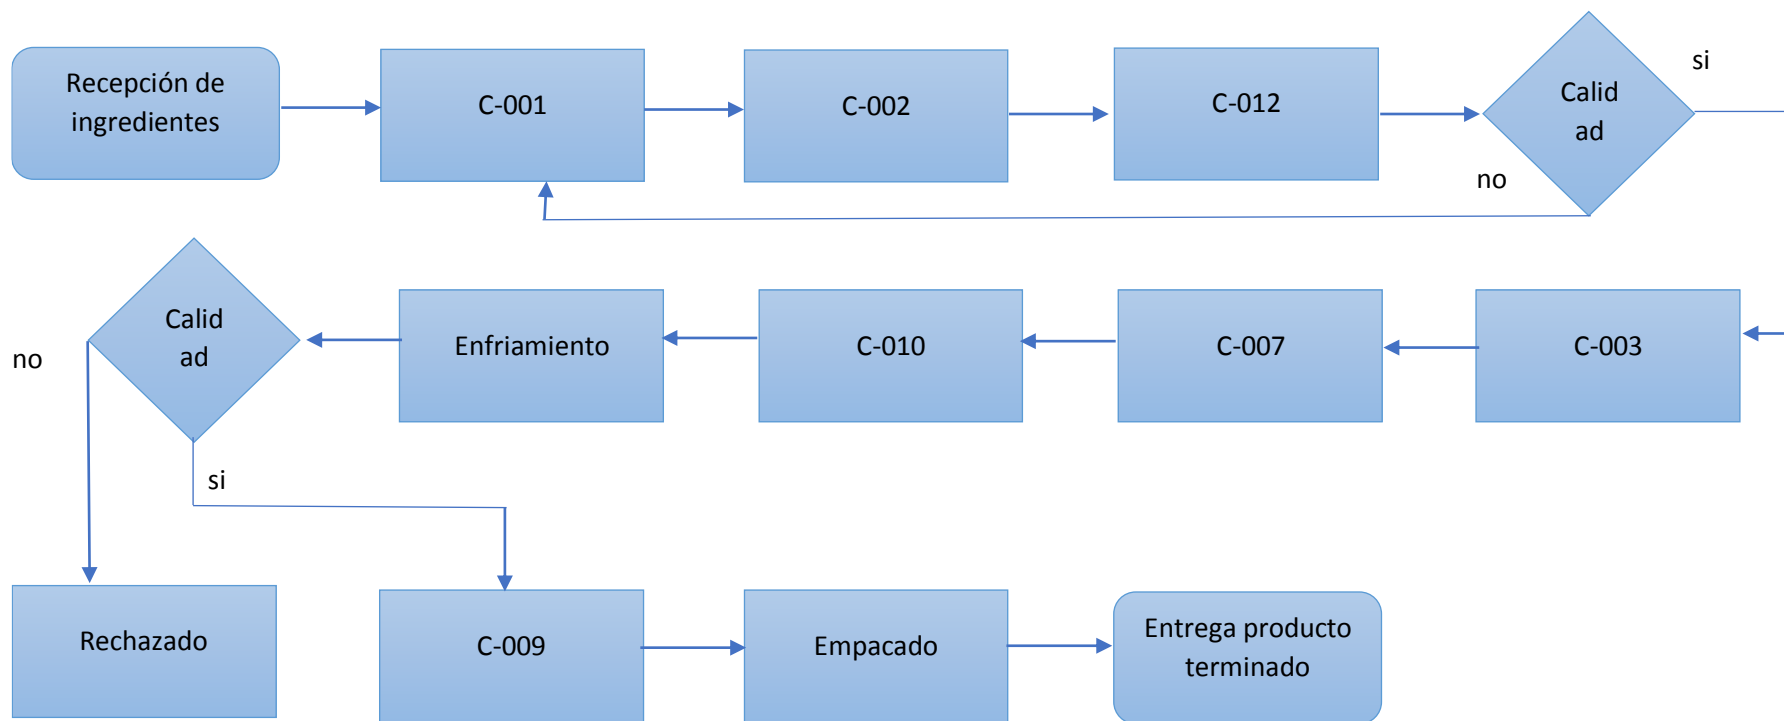 Recepción de
ingredientes
C-001
C-002
C-012
Calid
ad
si
no
Calid
ad
no
si
Enfriamiento
C-010
C-007
C-003
Rechazado
C-009
Empacado
Entrega producto
terminado